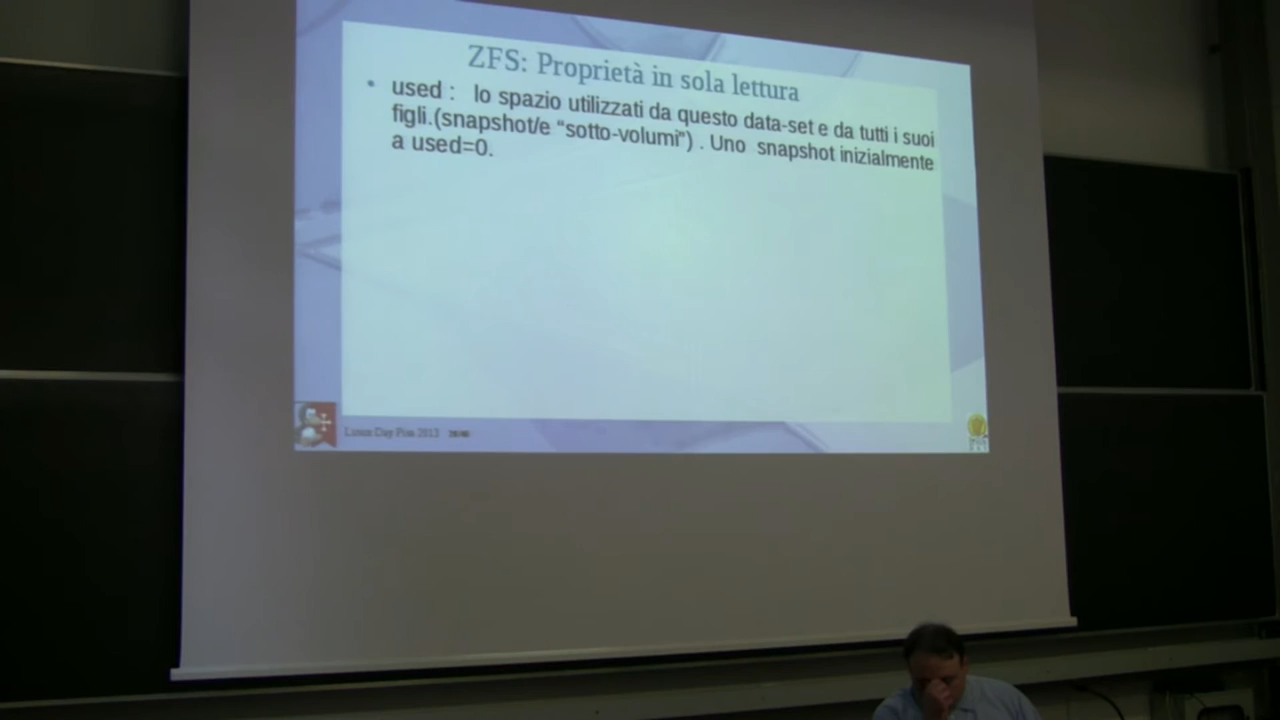 ZFS: Proprietà in sola lettura
• used : lo spazio utilizzati da questo data-set e da tutti i suoi
figli.(snapshot/e “sotto-volumi”) . Uno snapshot inizialmente
a used=0.
Linux Day Pisa 2013